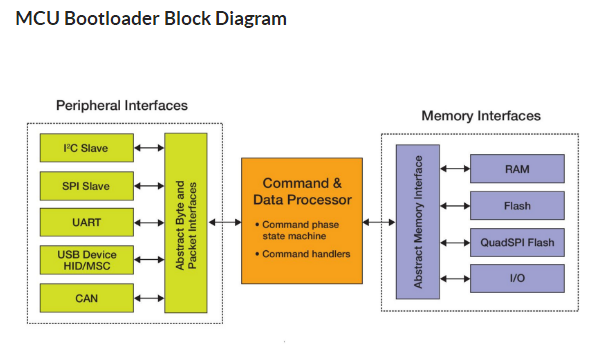 MCU Bootloader Block Diagram
Peripheral Interfaces
I²C Slave
SPI Slave
UART
USB Device
HID/MSC
CAN
Abstract Byte and
Packet Interfaces
Command &
Data Processor
• Command phase
state machine
• Command handlers
Memory Interfaces
Abstract Memory Interface
RAM
Flash
QuadSPI Flash
I/O